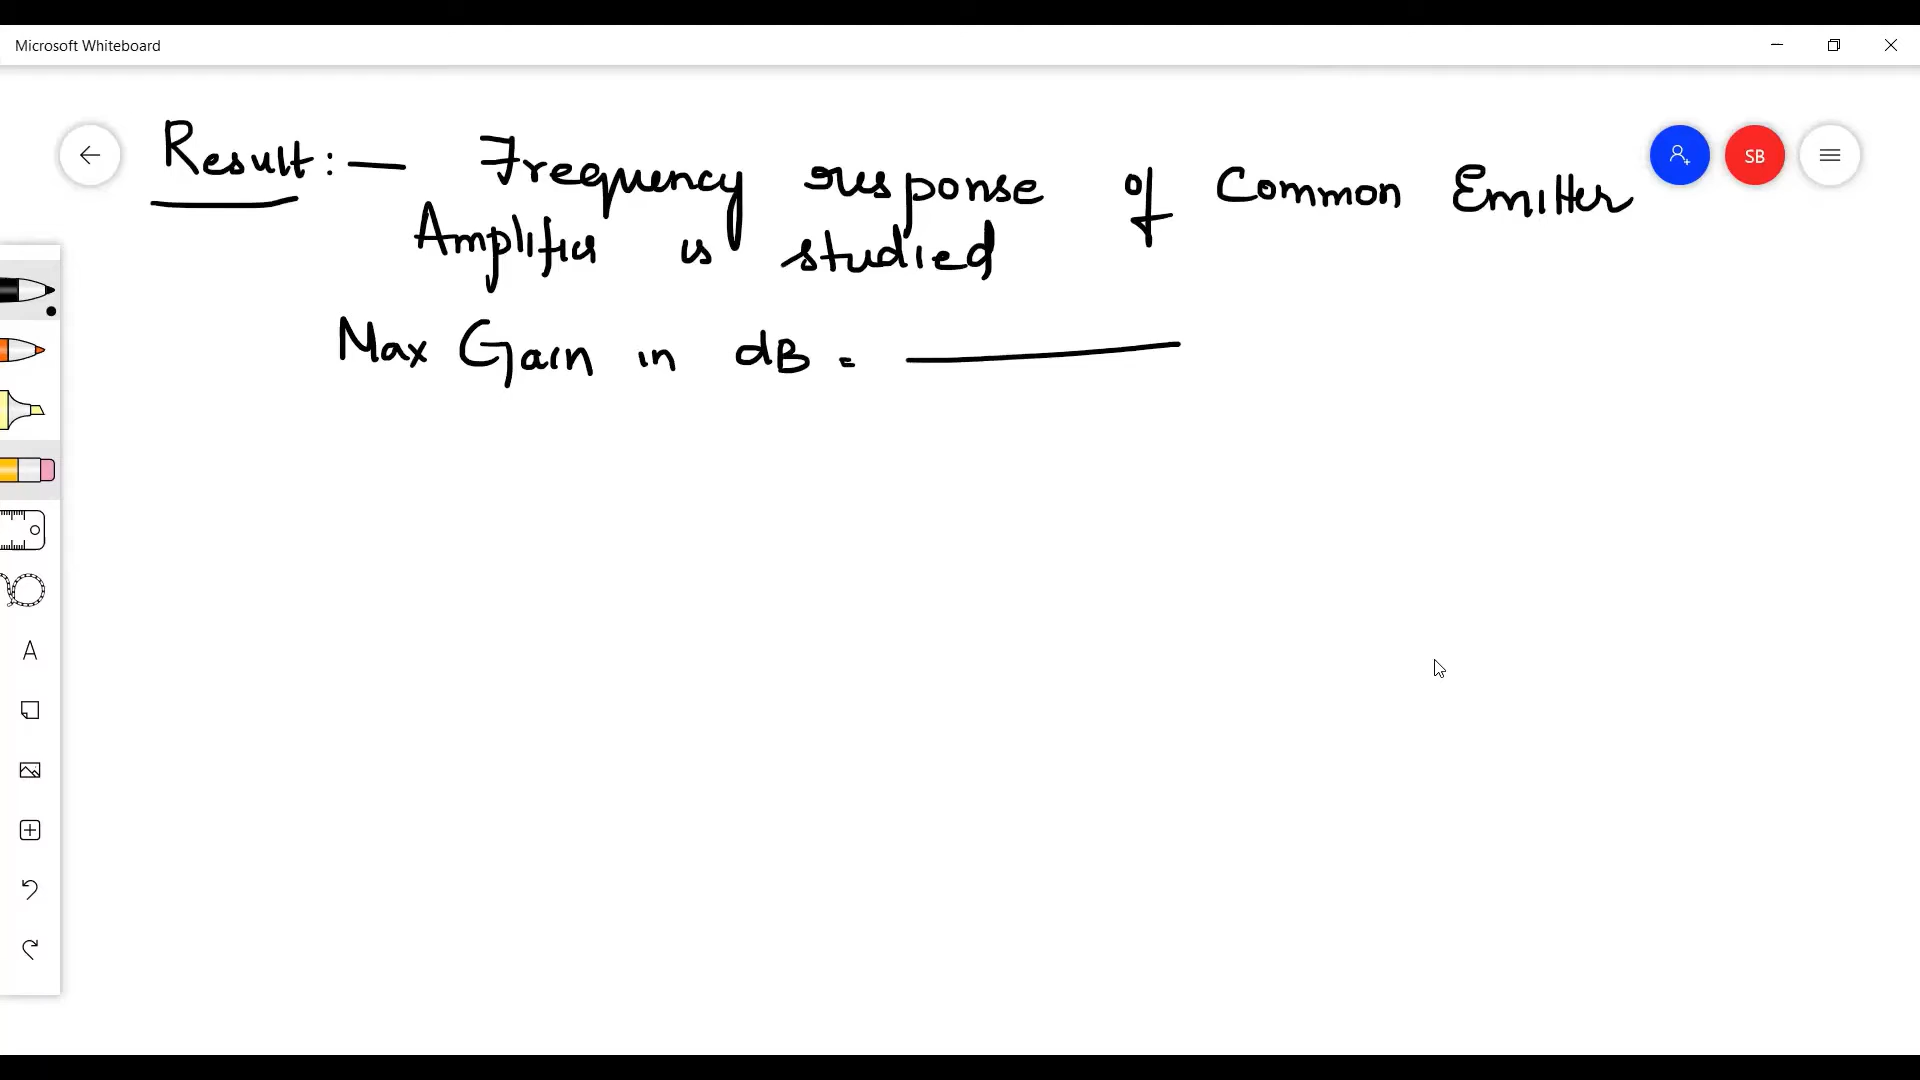 Microsoft Whiteboard
Result:— Frequency response of Common Emitter
Amplifier is studied
Max Gain in dB = ______
SB
A